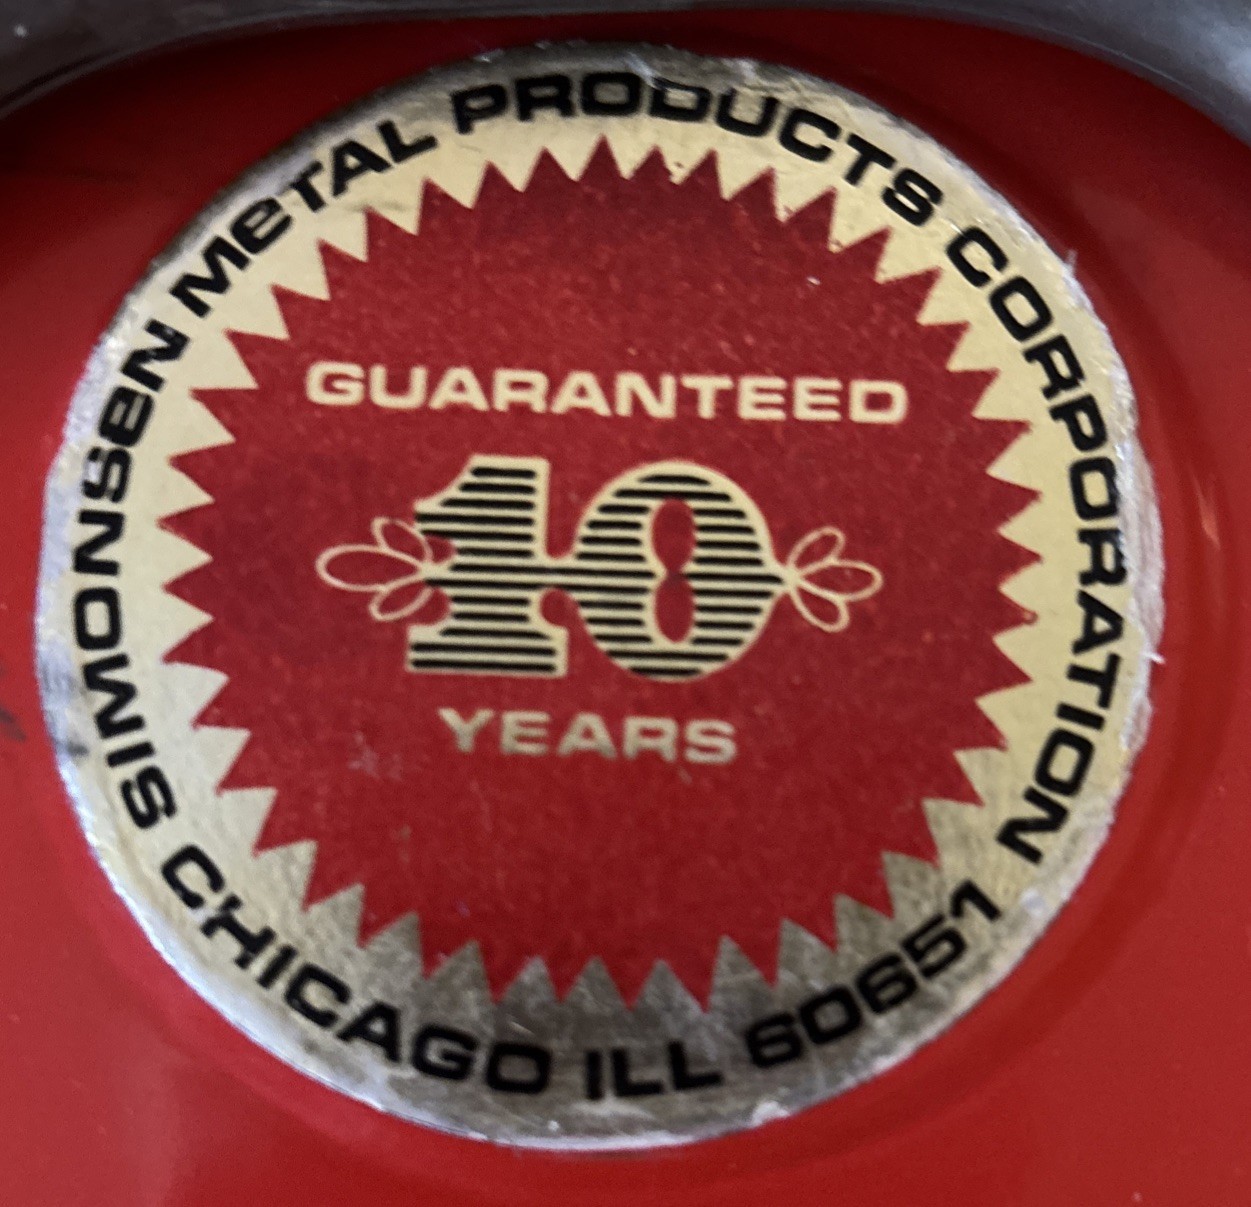 SIMONSEN METAL PRODUCTS CORPORATION
GUARANTEED
10
YEARS
CHICAGO ILL 60651